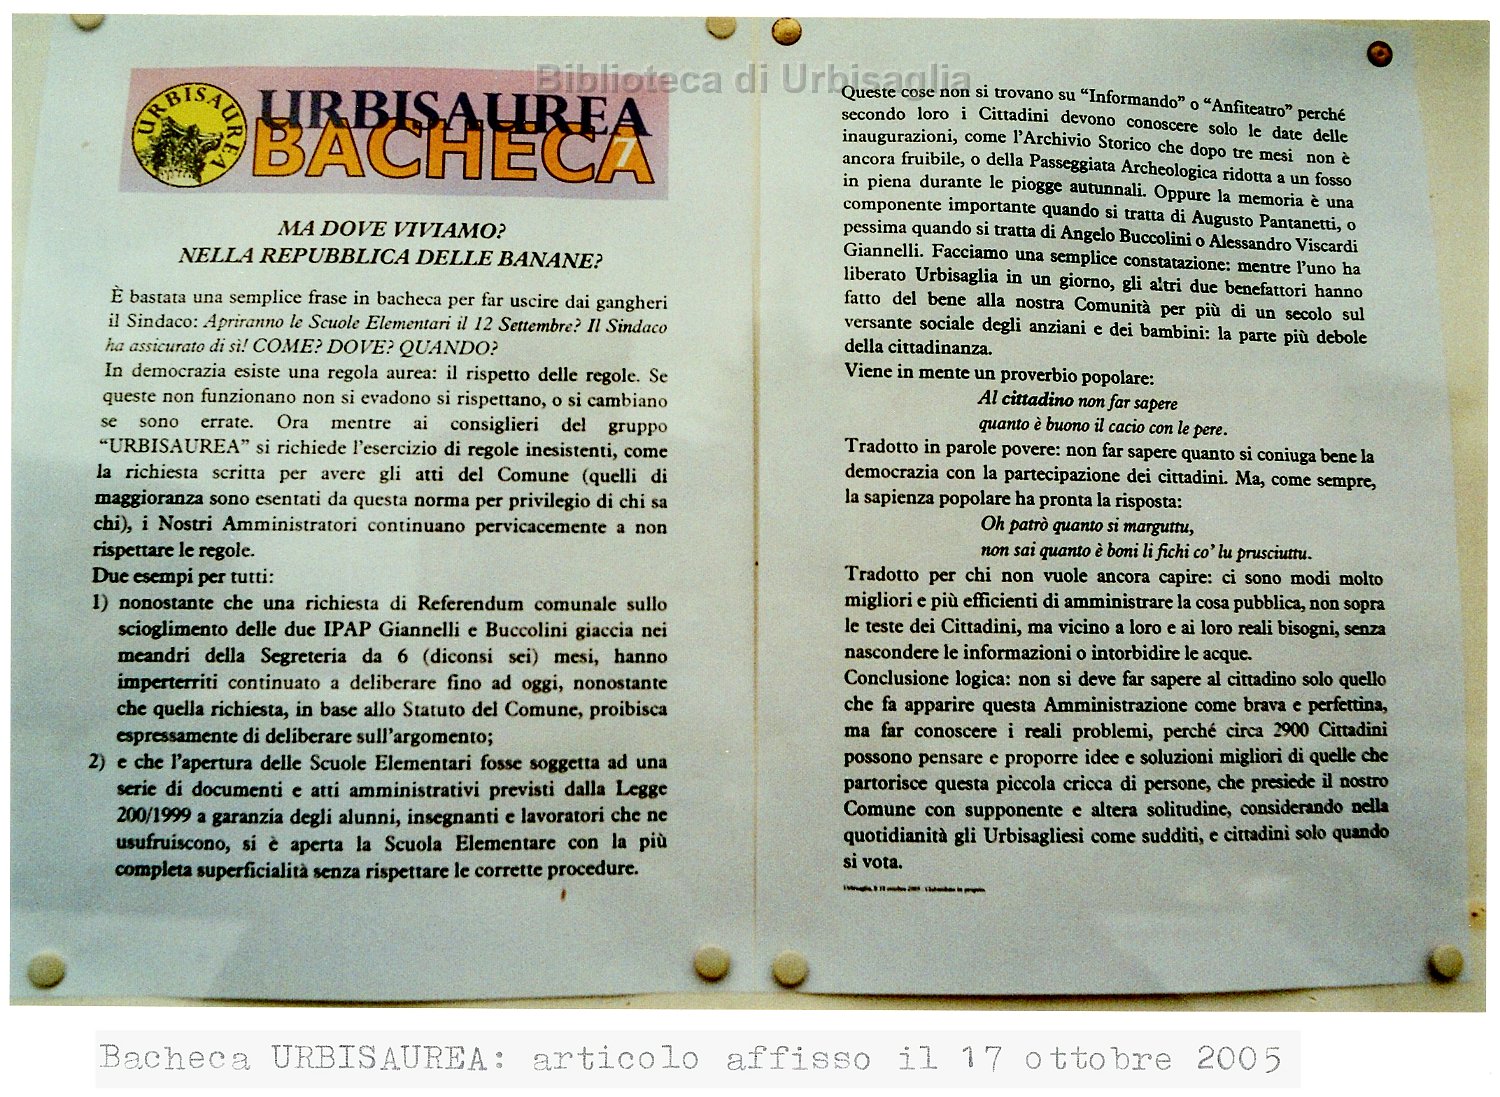 Biblioteca di Urbisaglia
URBISAUREA
URBISAUREA
BACHECA
7
MA DOVE VIVIAMO?
NELLA REPUBBLICA DELLE BANANE?
È bastata una semplice frase in bacheca per far uscire dai gangheri
il Sindaco: Apriranno le Scuole Elementari il 12 Settembre? Il Sindaco
ha assicurato di sì! COME? DOVE? QUANDO?
In democrazia esiste una regola aurea: il rispetto delle regole. Se
queste non funzionano non si evadono si rispettano, o si cambiano
se sono errate. Ora mentre ai consiglieri del gruppo
“URBISAUREA” si richiede l’esercizio di regole inesistenti, come
la richiesta scritta per avere gli atti del Comune (quelli di
maggioranza sono esentati da questa norma per privilegio di chi sa
chi), i Nostri Amministratori continuano pervicacemente a non
rispettare le regole.
Due esempi per tutti:
1) nonostante che una richiesta di Referendum comunale sullo
scioglimento delle due IPAP Giannelli e Buccolini giaccia nei
meandri della Segreteria da 6 (diconsi sei) mesi, hanno
imperterriti continuato a deliberare fino ad oggi, nonostante
che quella richiesta, in base allo Statuto del Comune, proibisca
espressamente di deliberare sull’argomento;
2) e che l’apertura delle Scuole Elementari fosse soggetta ad una
serie di documenti e atti amministrativi previsti dalla Legge
200/1999 a garanzia degli alunni, insegnanti e lavoratori che ne
usufruiscono, si è aperta la Scuola Elementare con la più
completa superficialità senza rispettare le corrette procedure.
Queste cose non si trovano su “Informando” o “Anfiteatro” perché
secondo loro i Cittadini devono conoscere solo le date delle
inaugurazioni, come l’Archivio Storico che dopo tre mesi non è
ancora fruibile, o della Passeggiata Archeologica ridotta a un fosso
in piena durante le piogge autunnali. Oppure la memoria è una
componente importante quando si tratta di Augusto Pantanetti, o
pessima quando si tratta di Angelo Buccolini o Alessandro Viscardi
Giannelli. Facciamo una semplice constatazione: mentre l’uno ha
liberato Urbisaglia in un giorno, gli altri due benefattori hanno
fatto del bene alla nostra Comunità per più di un secolo sul
versante sociale degli anziani e dei bambini: la parte più debole
della cittadinanza.
Viene in mente un proverbio popolare:
Al cittadino non far sapere
quanto è buono il cacio con le pere.
Tradotto in parole povere: non far sapere quanto si coniuga bene la
democrazia con la partecipazione dei cittadini. Ma, come sempre,
la sapienza popolare ha pronta la risposta:
Oh patrò quanto si marguttu,
non sai quanto è boni li fichi co’ lu prusciuttu.
Tradotto per chi non vuole ancora capire: ci sono modi molto
migliori e più efficienti di amministrare la cosa pubblica, non sopra
le teste dei Cittadini, ma vicino a loro e ai loro reali bisogni, senza
nascondere le informazioni o intorbidire le acque.
Conclusione logica: non si deve far sapere al cittadino solo quello
che fa apparire questa Amministrazione come brava e perfettina,
ma far conoscere i reali problemi, perché circa 2900 Cittadini
possono pensare e proporre idee e soluzioni migliori di quelle che
partorisce questa piccola cricca di persone, che presiede il nostro
Comune con supponente e altera solitudine, considerando nella
quotidianità gli Urbisagliesi come sudditi, e cittadini solo quando
si vota.
Bacheca URBISAUREA: articolo affisso il 17 ottobre 2005